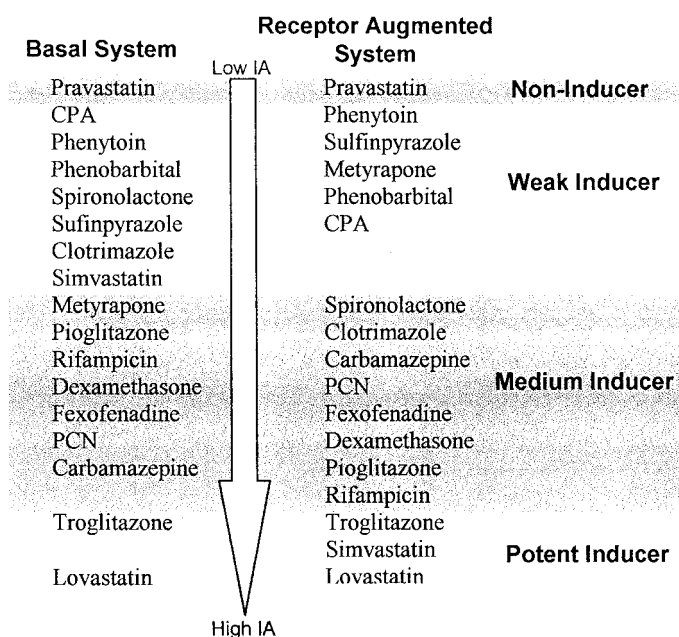 Basal System
Receptor Augmented
System
Low IA
Pravastatin Pravastatin Non-Inducer
CPA Phenytoin
Phenytoin Sulfinpyrazole
Phenobarbital Metyrapone Weak Inducer
Spironolactone Phenobarbital
Sufinpyrazole CPA
Clotrimazole
Simvastatin
Metyrapone Spironolactone
Pioglitazone Clotrimazole
Rifampicin Carbamazepine
Dexamethasone PCN Medium Inducer
Fexofenadine Fexofenadine
PCN Dexamethasone
Carbamazepine Pioglitazone
Rifampicin
Troglitazone Troglitazone
Simvastatin Potent Inducer
Lovastatin Lovastatin
High IA